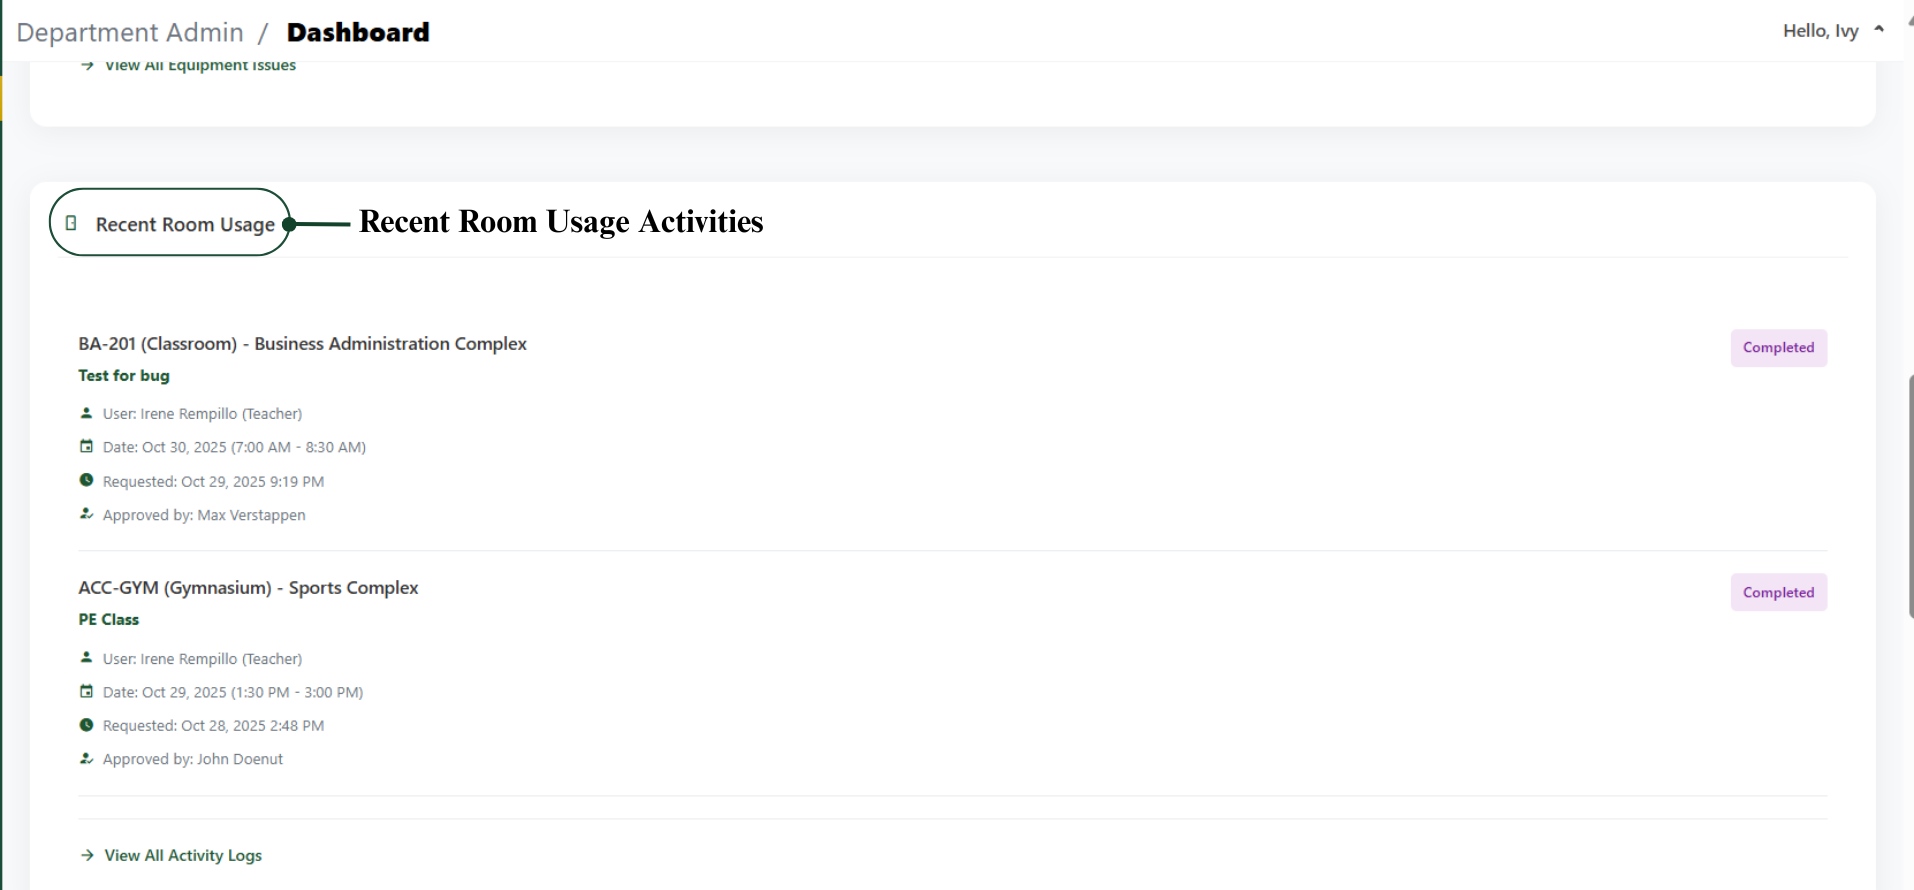 Department Admin / Dashboard
Hello, Ivy
View All Equipment Issues
Recent Room Usage
Recent Room Usage Activities
BA-201 (Classroom) - Business Administration Complex
Completed
Test for bug
User: Irene Rempillo (Teacher)
Date: Oct 30, 2025 (7:00 AM - 8:30 AM)
Requested: Oct 29, 2025 9:19 PM
Approved by: Max Verstappen
ACC-GYM (Gymnasium) - Sports Complex
Completed
PE Class
User: Irene Rempillo (Teacher)
Date: Oct 29, 2025 (1:30 PM - 3:00 PM)
Requested: Oct 28, 2025 2:48 PM
Approved by: John Doenut
View All Activity Logs